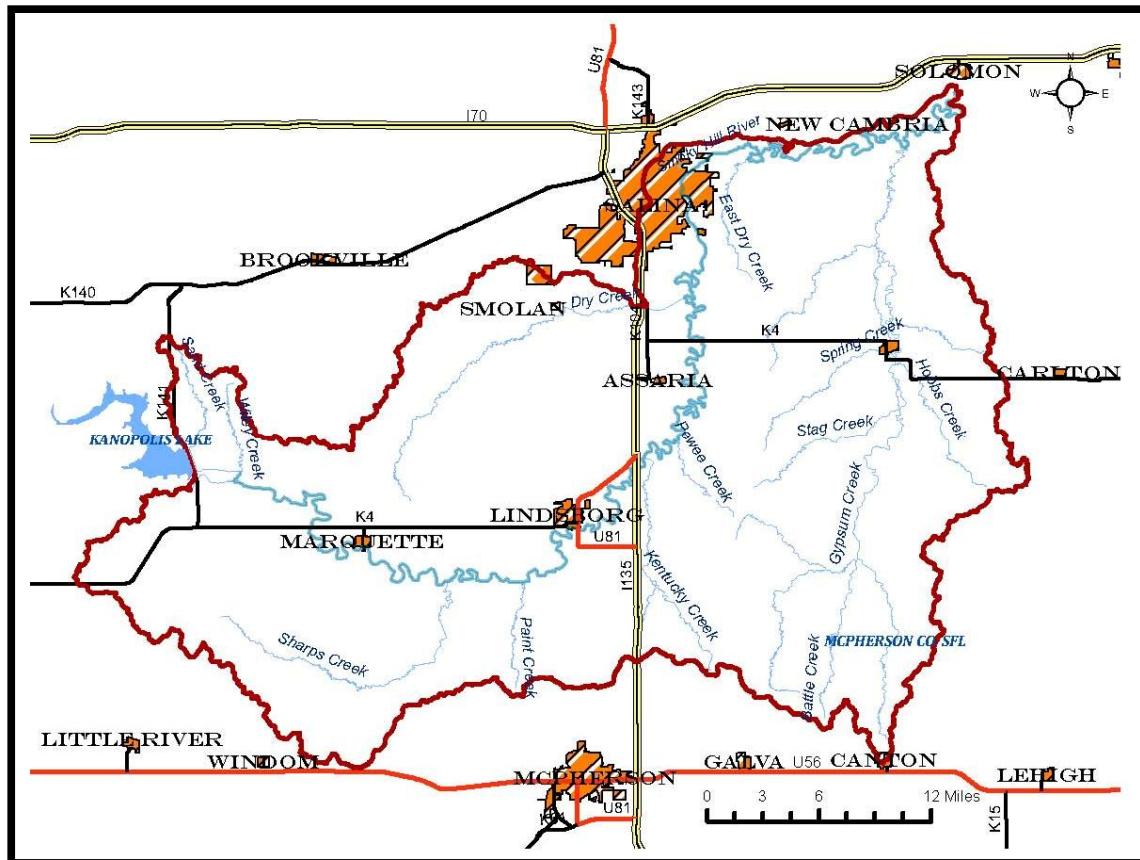 SOLOMON
N
W
E
S
U81
K143
I70
NEW CAMBRIA
Smoky Hill River
SALINA
East Dry Creek
BROOKVILLE
K140
SMOLAN
Dry Creek
K4
Spring Creek
ASSARIA
CARLTON
Hobbs Creek
Sand Creek
Wiley Creek
K141
KANOPOLIS LAKE
Stag Creek
Pewee Creek
Gypsum Creek
K4
LINDSBORG
U81
MARQUETTE
I135
Kentucky Creek
Sharps Creek
Paint Creek
MCPHERSON CO. SFL
Battle Creek
LITTLE RIVER
WINDOM
MCPHERSON
GALVA
U56
CANTON
LEHIGH
U81
K15
0 3 6 12 Miles